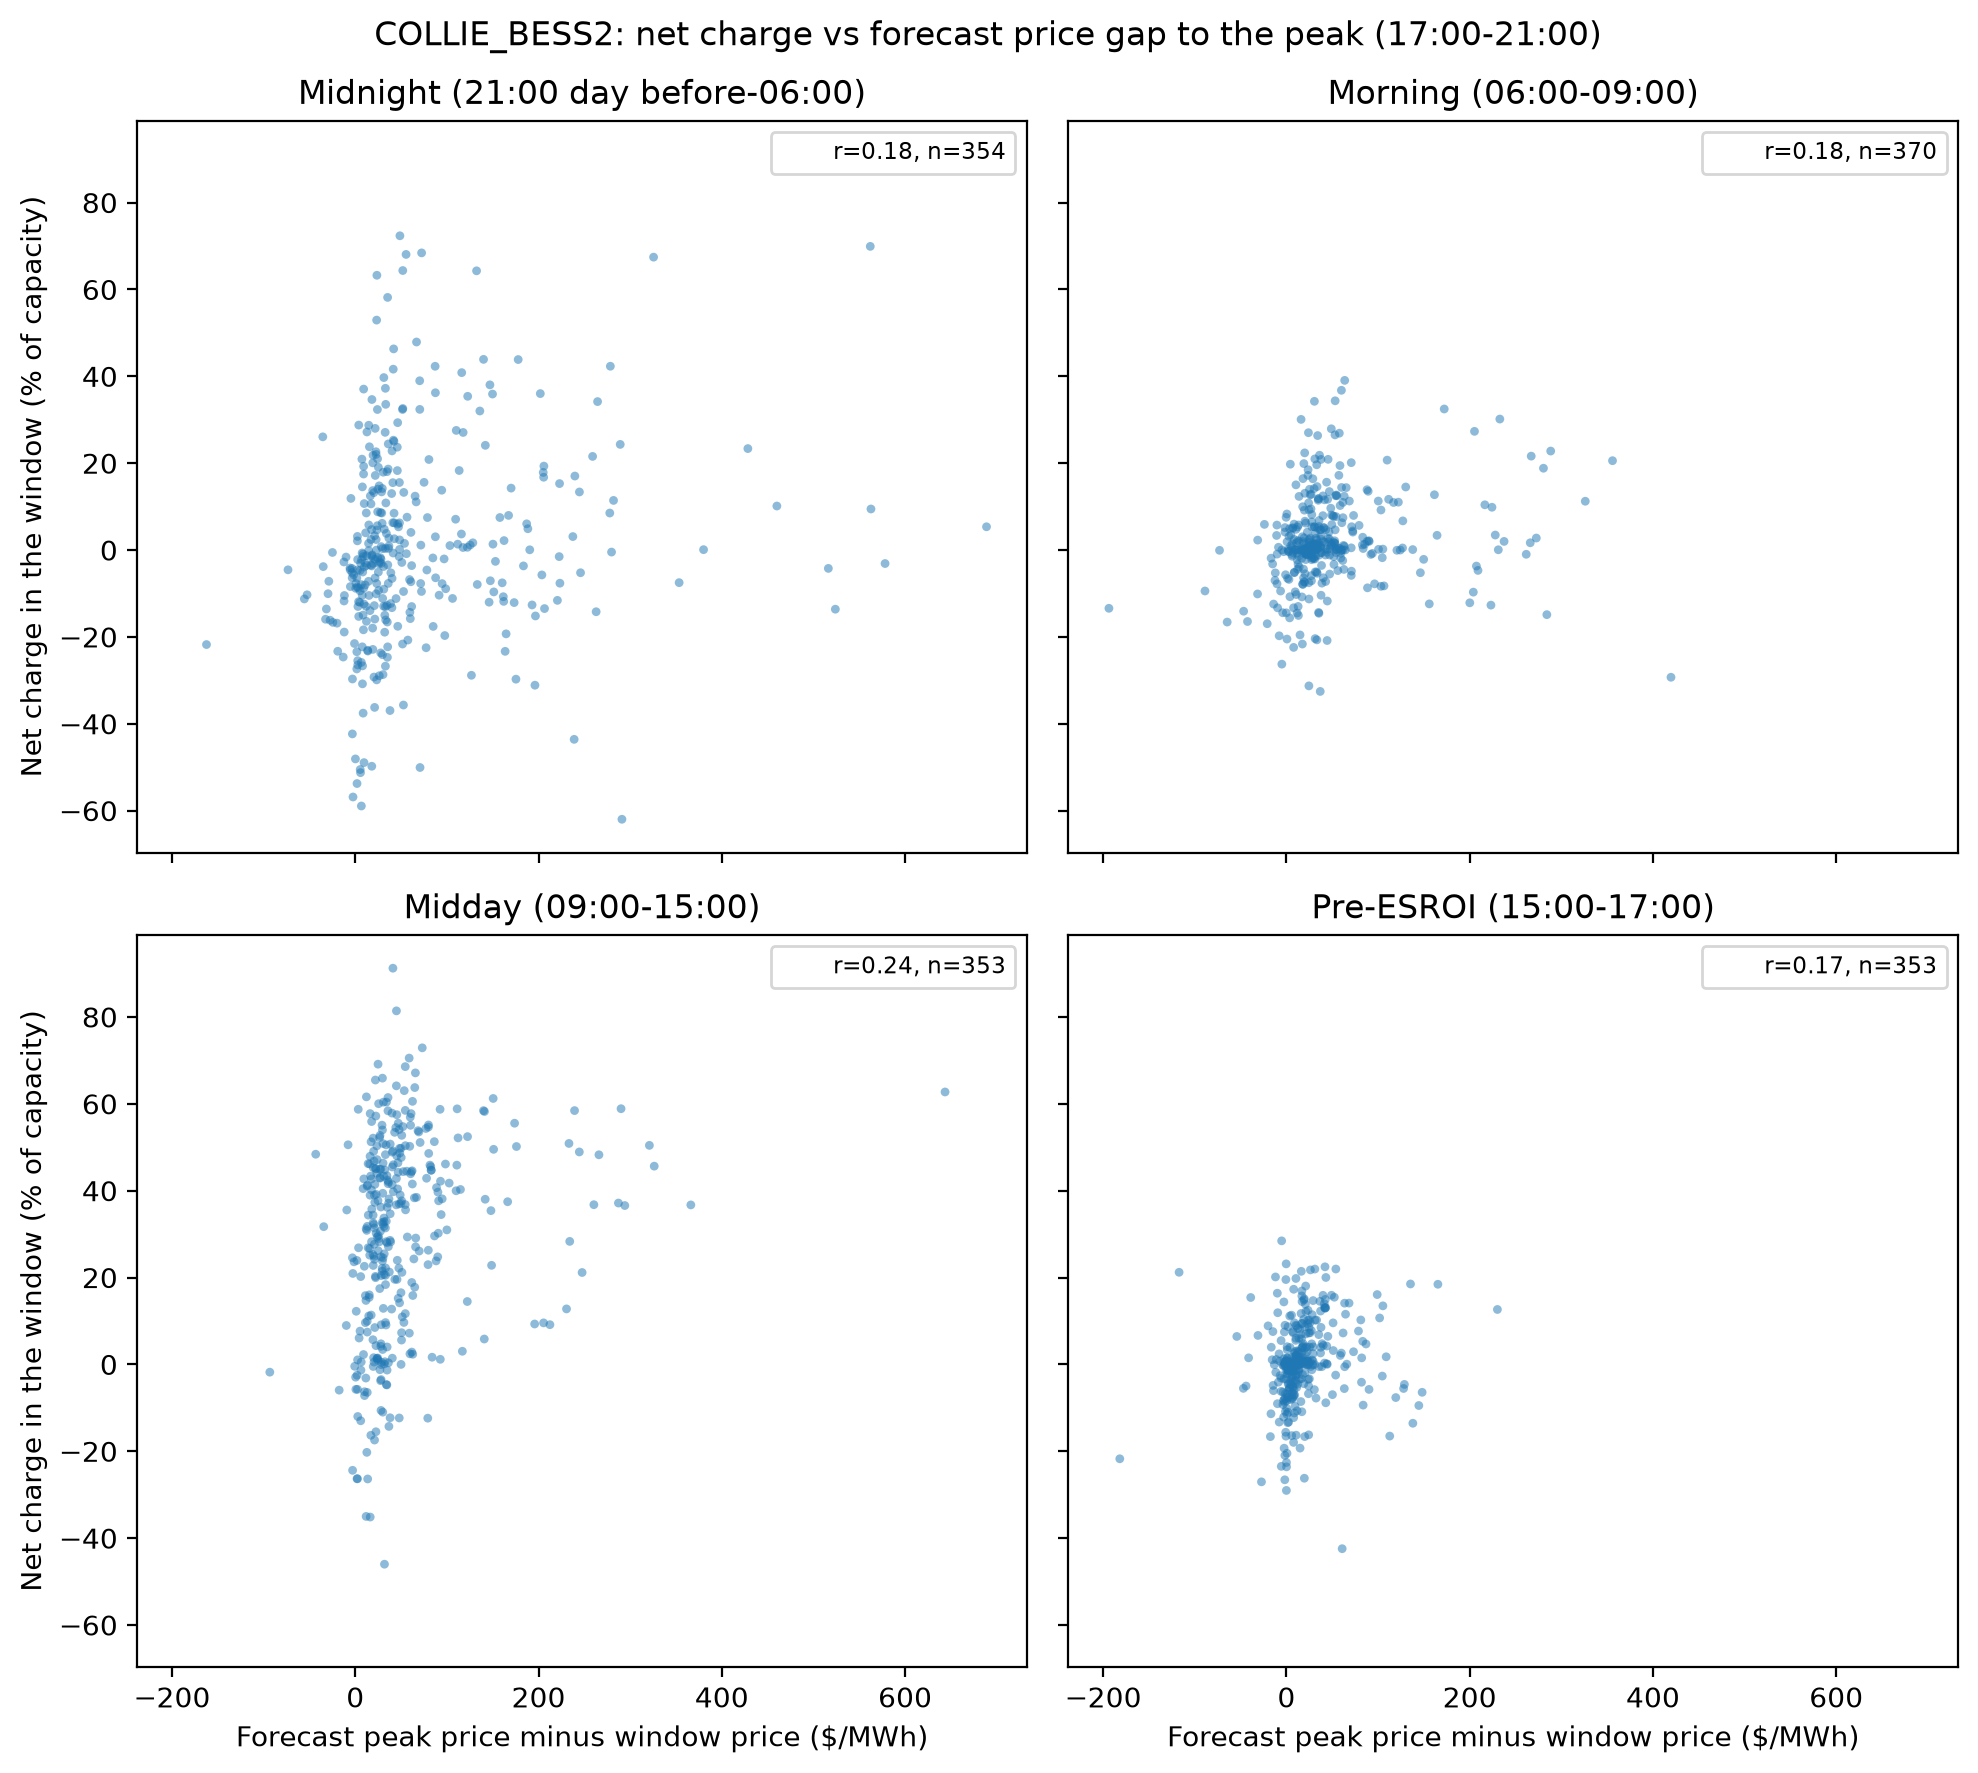 COLLIE_BESS2: net charge vs forecast price gap to the peak (17:00-21:00)
Midnight (21:00 day before-06:00)
r=0.18, n=354
80
60
40
20
0
−20
−40
−60
Net charge in the window (% of capacity)
Morning (06:00-09:00)
r=0.18, n=370
Midday (09:00-15:00)
r=0.24, n=353
80
60
40
20
0
−20
−40
−60
Net charge in the window (% of capacity)
−200 0 200 400 600
Forecast peak price minus window price ($/MWh)
Pre-ESROI (15:00-17:00)
r=0.17, n=353
−200 0 200 400 600
Forecast peak price minus window price ($/MWh)